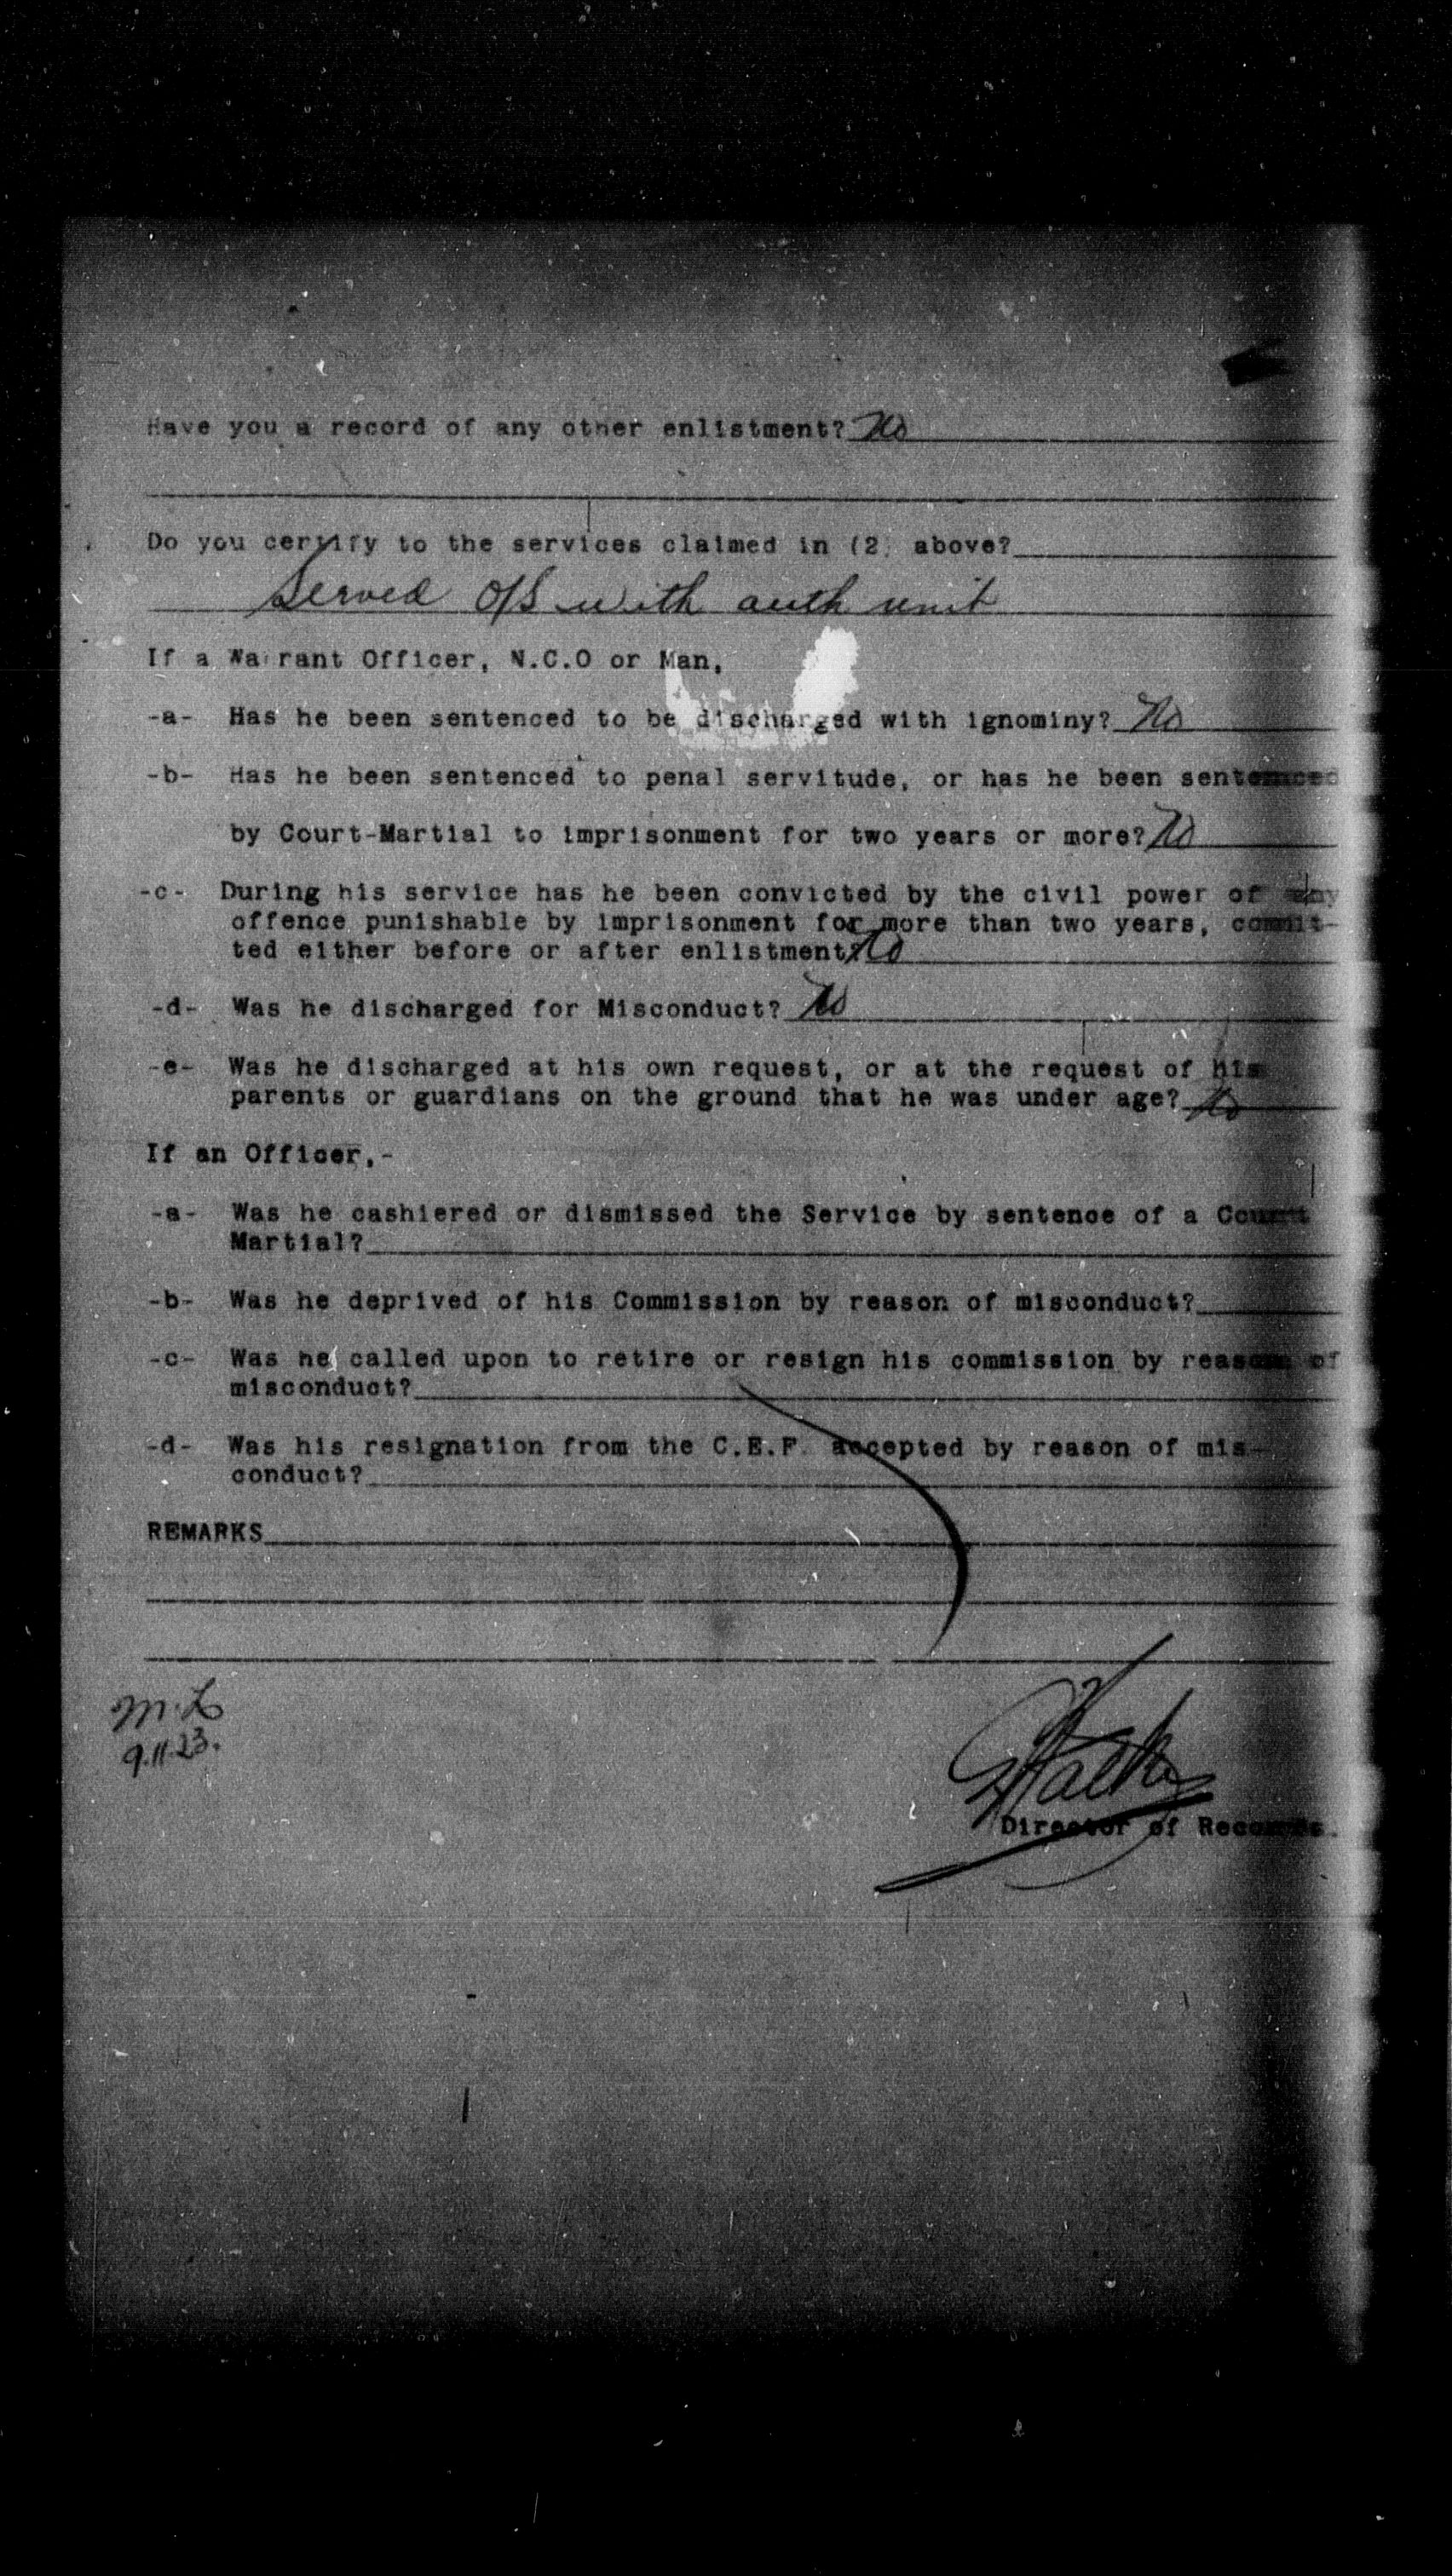 Have you a record of any other enlistment? No
Do you certify to the services claimed in (2) above?
Served O/S with auth unit
If a Warrant Officer, N.C.O or Man,
-a- Has he been sentenced to be discharged with ignominy? No
-b- Has he been sentenced to penal servitude, or has he been sentenced
by Court-Martial to imprisonment for two years or more? No
-c- During his service has he been convicted by the civil power of any
offence punishable by imprisonment for more than two years, commit-
ted either before or after enlistment? No
-d- Was he discharged for Misconduct? No
-e- Was he discharged at his own request, or at the request of his
parents or guardians on the ground that he was under age? No
If an Officer,-
-a- Was he cashiered or dismissed the Service by sentence of a Court
Martial?
-b- Was he deprived of his Commission by reason of misconduct?
-c- Was he called upon to retire or resign his commission by reason of
misconduct?
-d- Was his resignation from the C.E.F. accepted by reason of mis-
conduct?
REMARKS
M.L
9.11.23.
Director of Records.